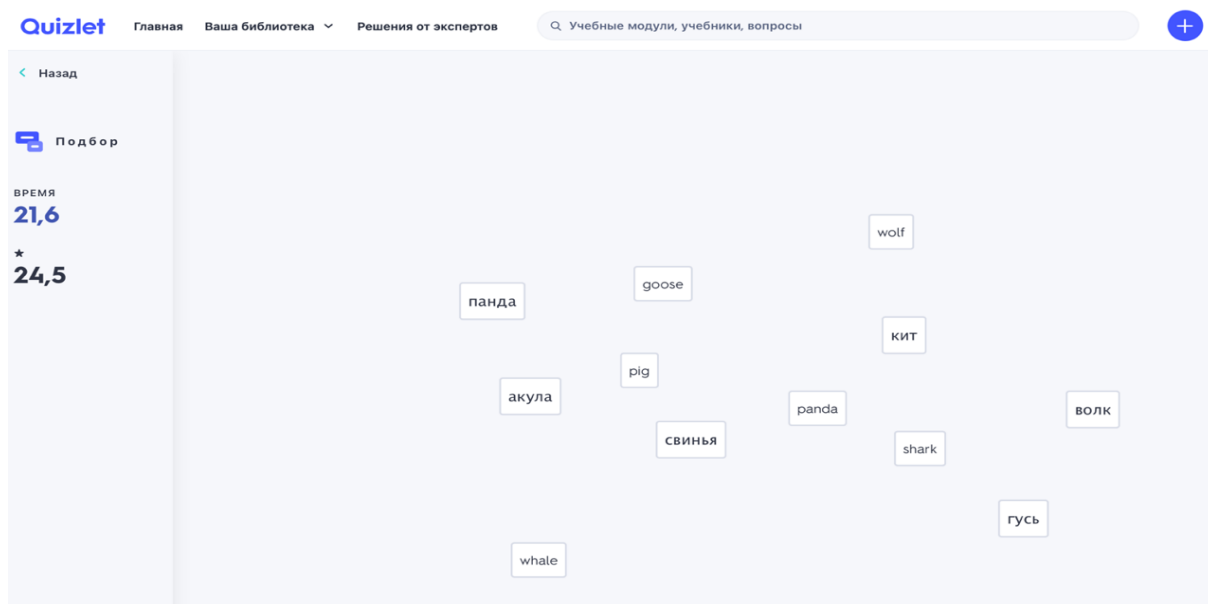 Quizlet Главная Ваша библиотека Решения от экспертов Учебные модули, учебники, вопросы
Назад
Подбор
ВРЕМЯ
21,6
24,5
wolf
goose
панда
кит
pig
акула
panda
волк
свинья
shark
гусь
whale